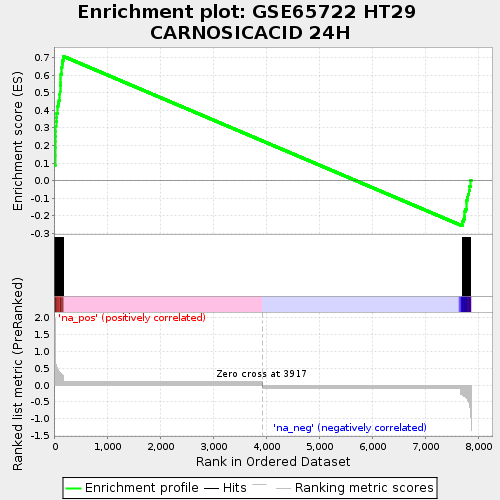 Enrichment plot: GSE65722 HT29
CARNOSICACID 24H
Enrichment score (ES)
0.7
0.6
0.5
0.4
0.3
0.2
0.1
0.0
-0.1
-0.2
-0.3
'na_pos' (positively correlated)
Ranked list metric (PreRanked)
2.0
1.5
1.0
0.5
0.0
-0.5
-1.0
-1.5
Zero cross at 3917
'na_neg' (negatively correlated)
0 1,000 2,000 3,000 4,000 5,000 6,000 7,000 8,000
Rank in Ordered Dataset
Enrichment profile Hits Ranking metric scores